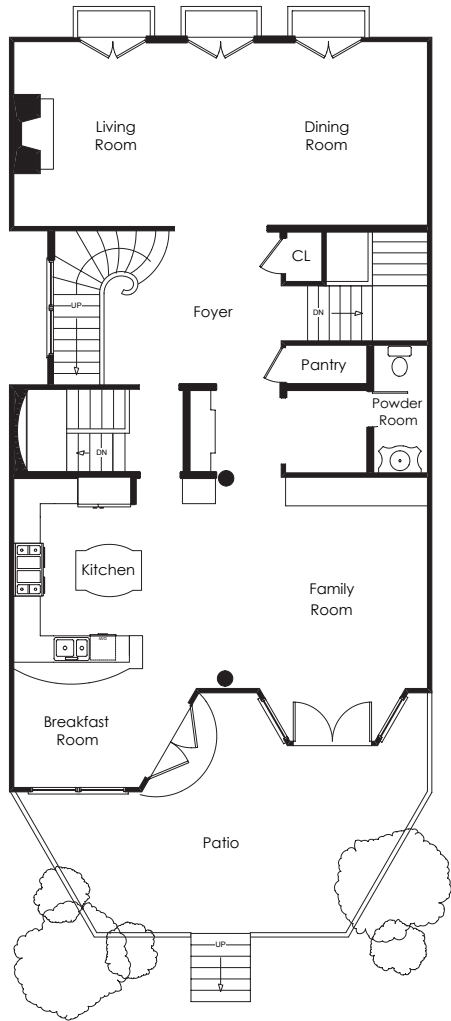 Living
Room
Dining
Room
CL
UP
Foyer
DN
Pantry
Powder
Room
DN
Kitchen
Family
Room
Breakfast
Room
Patio
UP